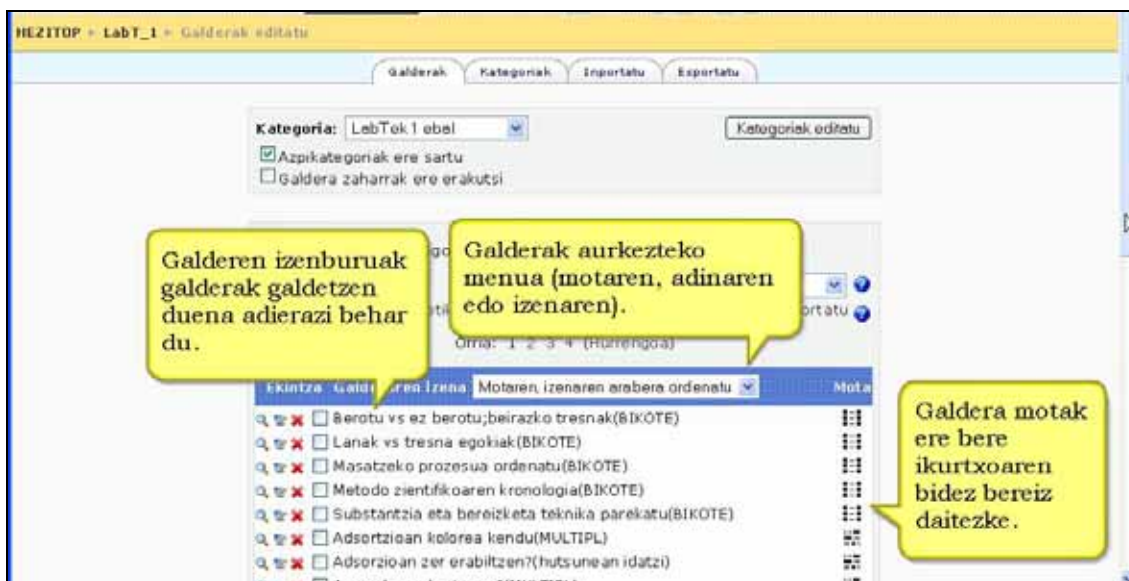 HEZITOP ► LabT_1 ► Galderak editatu
Galderak Kategoriak Inportatu Esportatu
Kategoria: LabTek1 ebal Kategoriak editatu
Azpikategoriak ere sartu
Galdera zaharrak ere erakutsi
Galderen izenburuak
galderak galdetzen
duena adierazi behar
du.
Galderak aurkezteko
menua (motaren, adinaren
edo izenaren).
Orria: 1 2 3 4 (Hurrengoa)
Ekintza Izena Motaren, izenaren arabera ordenatu Mota
Berotu vs ez berotu;beirazko tresnak(BIKOTE)
Lanak vs tresna egokiak(BIKOTE)
Masatzeko prozesua ordenatu(BIKOTE)
Metodo zientifikoaren kronologia(BIKOTE)
Substantzia eta bereizketa teknika parekatu(BIKOTE)
Adsortzioan kolorea kendu(MULTIPL)
Adsorzioan zer erabiltzen?(hutsunean idatzi)
Galdera motak
ere bere
ikurtxoaren
bidez bereiz
daitezke.